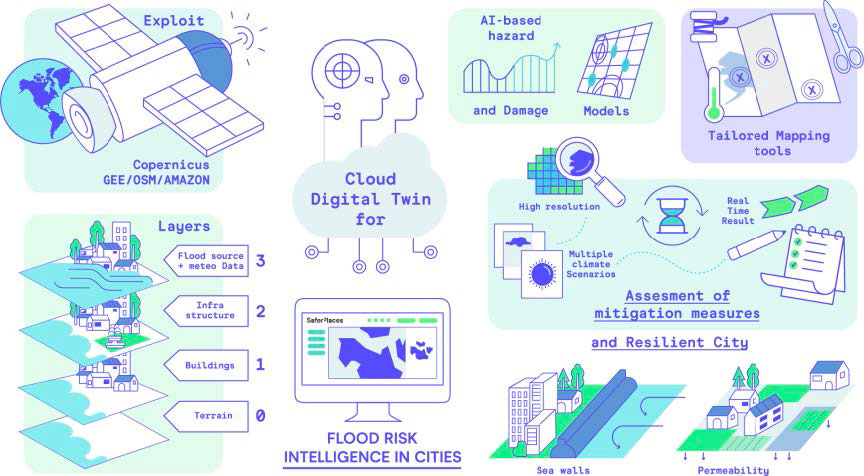 Exploit
Copernicus
GEE/OSM/AMAZON
Layers
Flood source
+ meteo Data
3
Infra
structure
2
Buildings
1
Terrain
0
Cloud
Digital Twin
for
SaferPlaces
FLOOD RISK
INTELLIGENCE IN CITIES
AI-based
hazard
and Damage
Models
Tailored Mapping
tools
High resolution
Real
Time
Result
Multiple
climate
Scenarios
Assesment of
mitigation measures
and Resilient City
Sea walls
Permeability